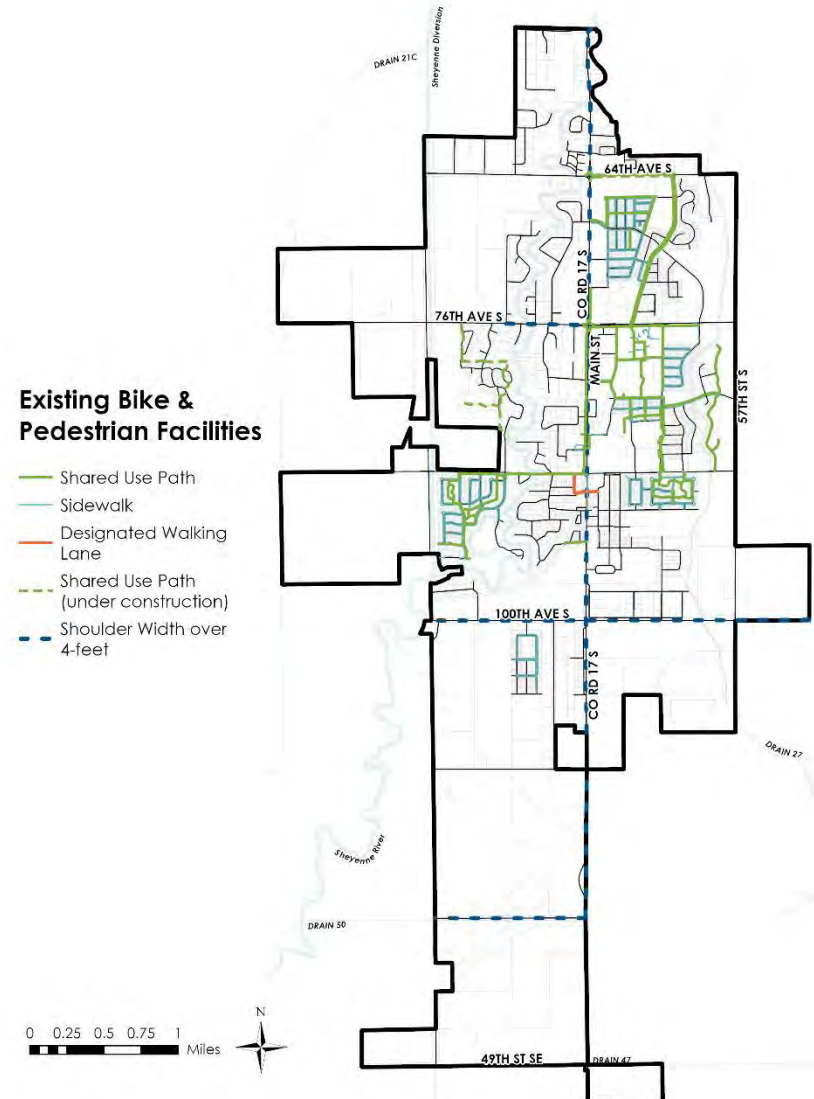 DRAIN 21C
Sheyenne Diversion
64TH AVE S
CO RD 17 S
76TH AVE S
MAIN ST
57TH ST S
Existing Bike &
Pedestrian Facilities
Shared Use Path
Sidewalk
Designated Walking
Lane
Shared Use Path
(under construction)
Shoulder Width over
4-feet
100TH AVE S
CO RD 17 S
DRAIN 27
Sheyenne River
DRAIN 50
N
0 0.25 0.5 0.75 1
Miles
49TH ST SE
DRAIN 47